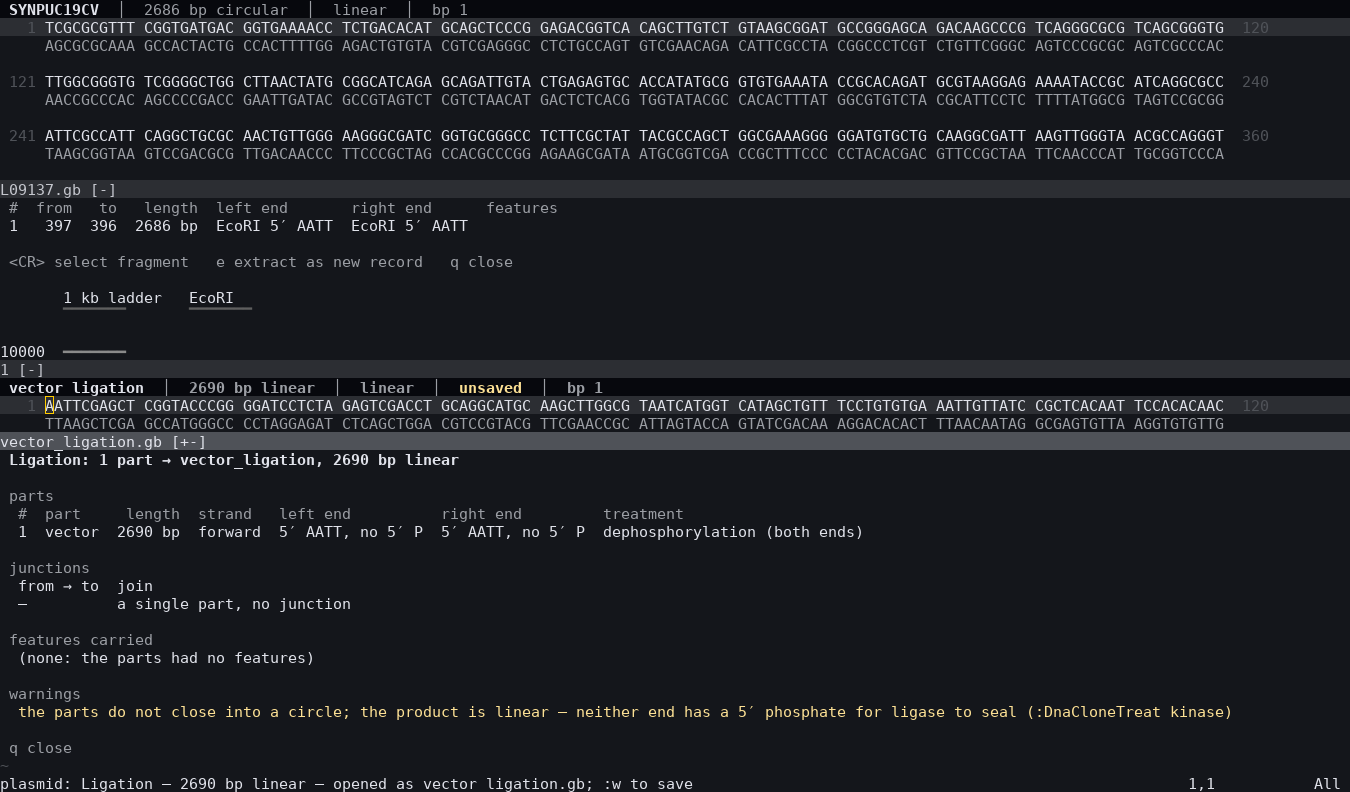 SYNPUC19CV │ 2686 bp circular │ linear │ bp 1
1 TCGCGCGTTT CGGTGATGAC GGTGAAAACC TCTGACACAT GCAGCTCCCG GAGACGGTCA CAGCTTGTCT GTAAGCGGAT GCCGGGAGCA GACAAGCCCG TCAGGGCGCG TCAGCGGGTG 120
AGCGCGCAAA GCCACTACTG CCACTTTTGG AGACTGTGTA CGTCGAGGGC CTCTGCCAGT GTCGAACAGA CATTCGCCTA CGGCCCTCGT CTGTTCGGGC AGTCCCGCGC AGTCGCCCAC
121 TTGGCGGGTG TCGGGGCTGG CTTAACTATG CGGCATCAGA GCAGATTGTA CTGAGAGTGC ACCATATGCG GTGTGAAATA CCGCACAGAT GCGTAAGGAG AAAATACCGC ATCAGGCGCC 240
AACCGCCCAC AGCCCCGACC GAATTGATAC GCCGTAGTCT CGTCTAACAT GACTCTCACG TGGTATACGC CACACTTTAT GGCGTGTCTA CGCATTCCTC TTTTATGGCG TAGTCCGCGG
241 ATTCGCCATT CAGGCTGCGC AACTGTTGGG AAGGGCGATC GGTGCGGGCC TCTTCGCTAT TACGCCAGCT GGCGAAAGGG GGATGTGCTG CAAGGCGATT AAGTTGGGTA ACGCCAGGGT 360
TAAGCGGTAA GTCCGACGCG TTGACAACCC TTCCCGCTAG CCACGCCCGG AGAAGCGATA ATGCGGTCGA CCGCTTTCCC CCTACACGAC GTTCCGCTAA TTCAACCCAT TGCGGTCCCA
L09137.gb [-]
# from to length left end right end features
1 397 396 2686 bp EcoRI 5′ AATT EcoRI 5′ AATT
<CR> select fragment e extract as new record q close
1 kb ladder EcoRI
10000
1 [-]
vector_ligation │ 2690 bp linear │ linear │ unsaved │ bp 1
1 AATTCGAGCT CGGTACCCGG GGATCCTCTA GAGTCGACCT GCAGGCATGC AAGCTTGGCG TAATCATGGT CATAGCTGTT TCCTGTGTGA AATTGTTATC CGCTCACAAT TCCACACAAC 120
TTAAGCTCGA GCCATGGGCC CCTAGGAGAT CTCAGCTGGA CGTCCGTACG TTCGAACCGC ATTAGTACCA GTATCGACAA AGGACACACT TTAACAATAG GCGAGTGTTA AGGTGTGTTG
vector_ligation.gb [+-]
Ligation: 1 part → vector_ligation, 2690 bp linear
parts
# part length strand left end right end treatment
1 vector 2690 bp forward 5′ AATT, no 5′ P 5′ AATT, no 5′ P dephosphorylation (both ends)
junctions
from → to join
— a single part, no junction
features carried
(none: the parts had no features)
warnings
the parts do not close into a circle; the product is linear — neither end has a 5′ phosphate for ligase to seal (:DnaCloneTreat kinase)
q close
~
plasmid: Ligation — 2690 bp linear — opened as vector_ligation.gb; :w to save 1,1 All